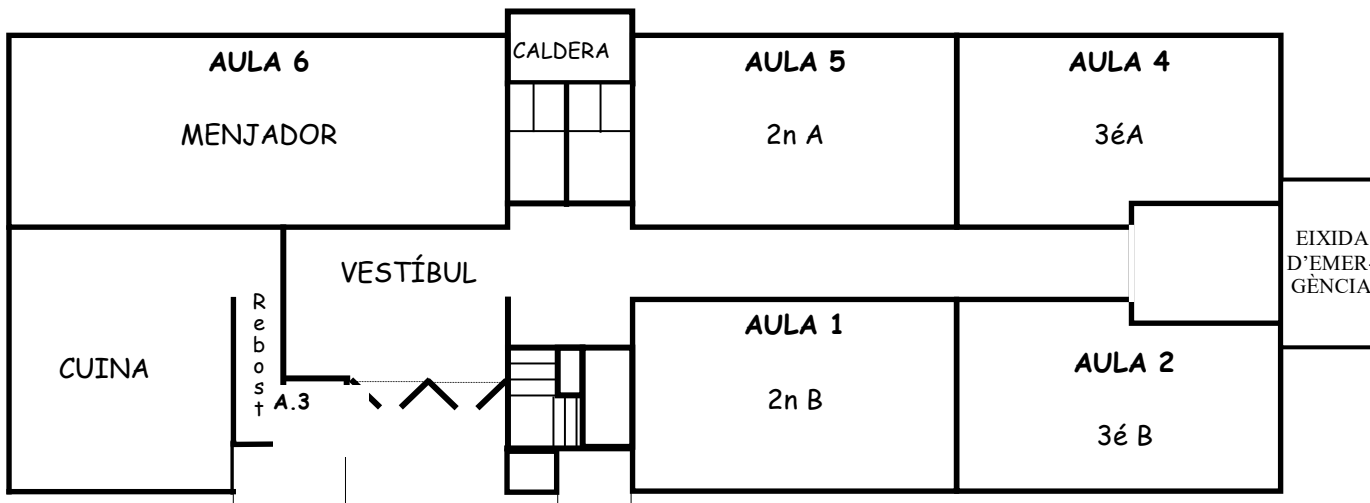 AULA 6
MENJADOR
CALDERA
AULA 5
2n A
AULA 4
3éA
EIXIDA
D'EMER-
GÈNCIA
VESTÍBUL
Rebost
CUINA
A.3
AULA 1
2n B
AULA 2
3é B